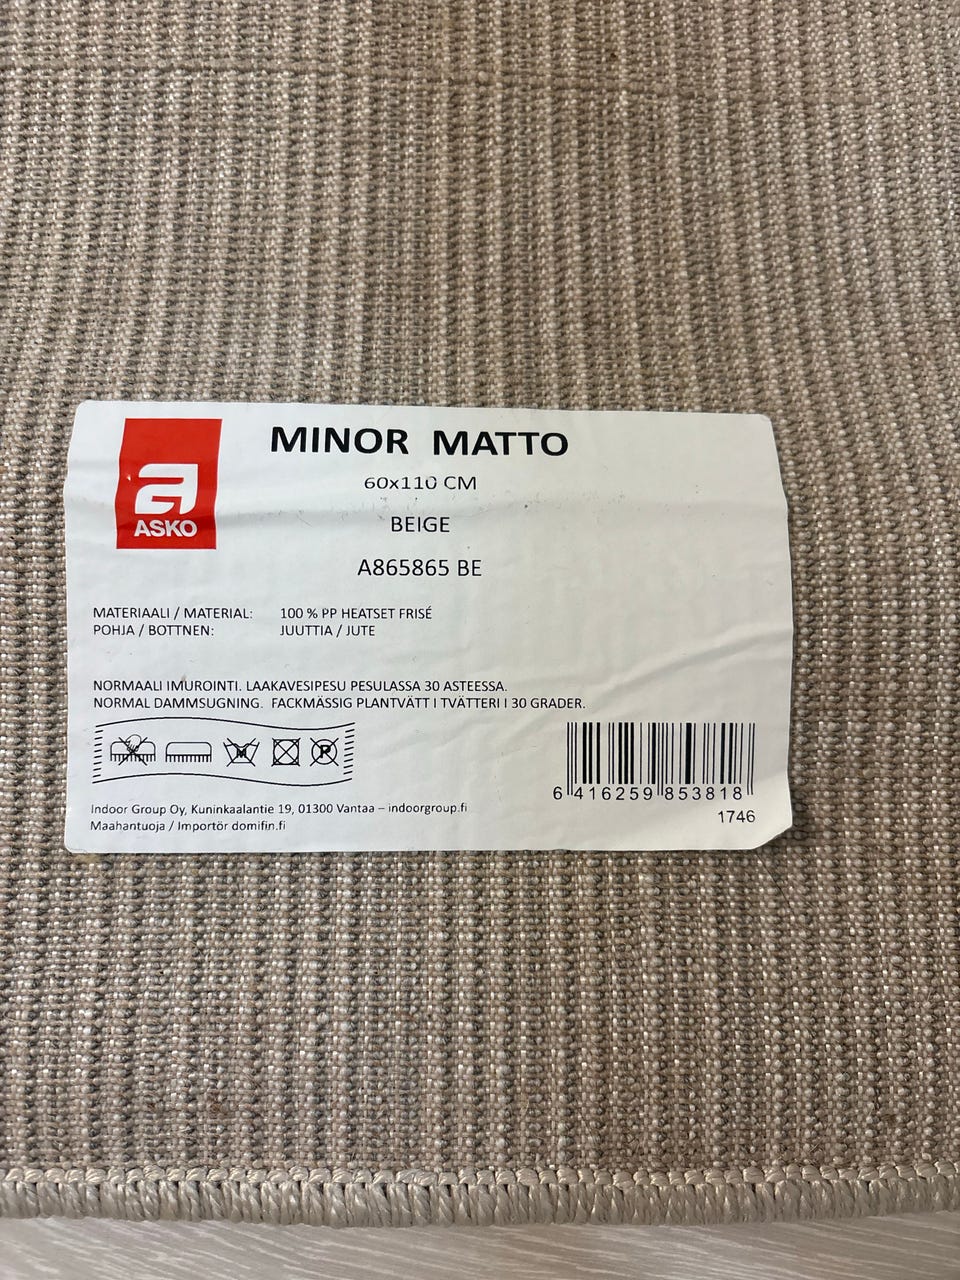 ASKO
MINOR MATTO
60x110 CM
BEIGE
A865865 BE
MATERIAALI / MATERIAL: 100 % PP HEATSET FRISÉ
POHJA / BOTTNEN: JUUTTIA / JUTE
NORMAALI IMUROINTI. LAAKAVESIPESU PESULASSA 30 ASTEESSA.
NORMAL DAMMSUGNING. FACKMÄSSIG PLANTVÄTT I TVÄTTERI I 30 GRADER.
M P
6 416259 853818
1746
Indoor Group Oy, Kuninkaalantie 19, 01300 Vantaa – indoorgroup.fi
Maahantuoja / Importör domifin.fi